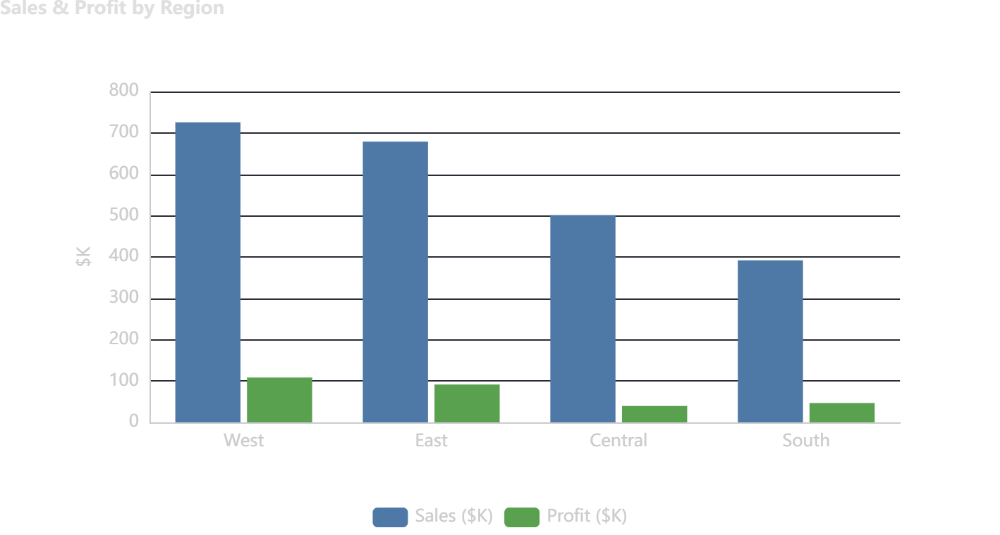 Sales & Profit by Region
800
700
600
500
400
300
200
100
0
$K
West East Central South
Sales ($K) Profit ($K)